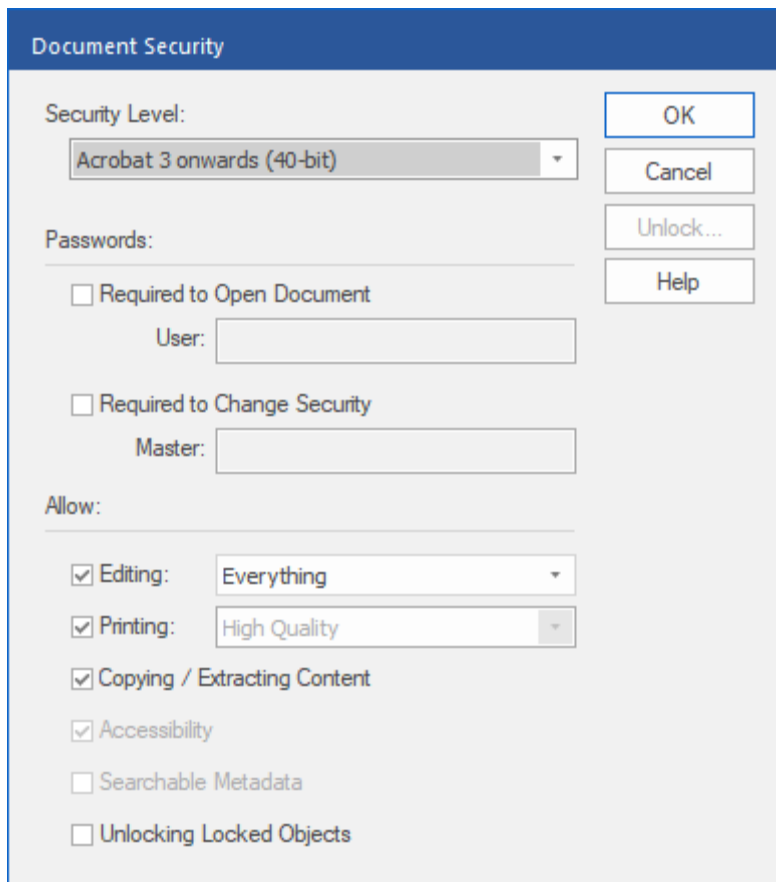 Document Security
Security Level:
Acrobat 3 onwards (40-bit)
OK
Cancel
Unlock...
Help
Passwords:
Required to Open Document
User:
Required to Change Security
Master:
Allow:
Editing: Everything
Printing: High Quality
Copying / Extracting Content
Accessibility
Searchable Metadata
Unlocking Locked Objects